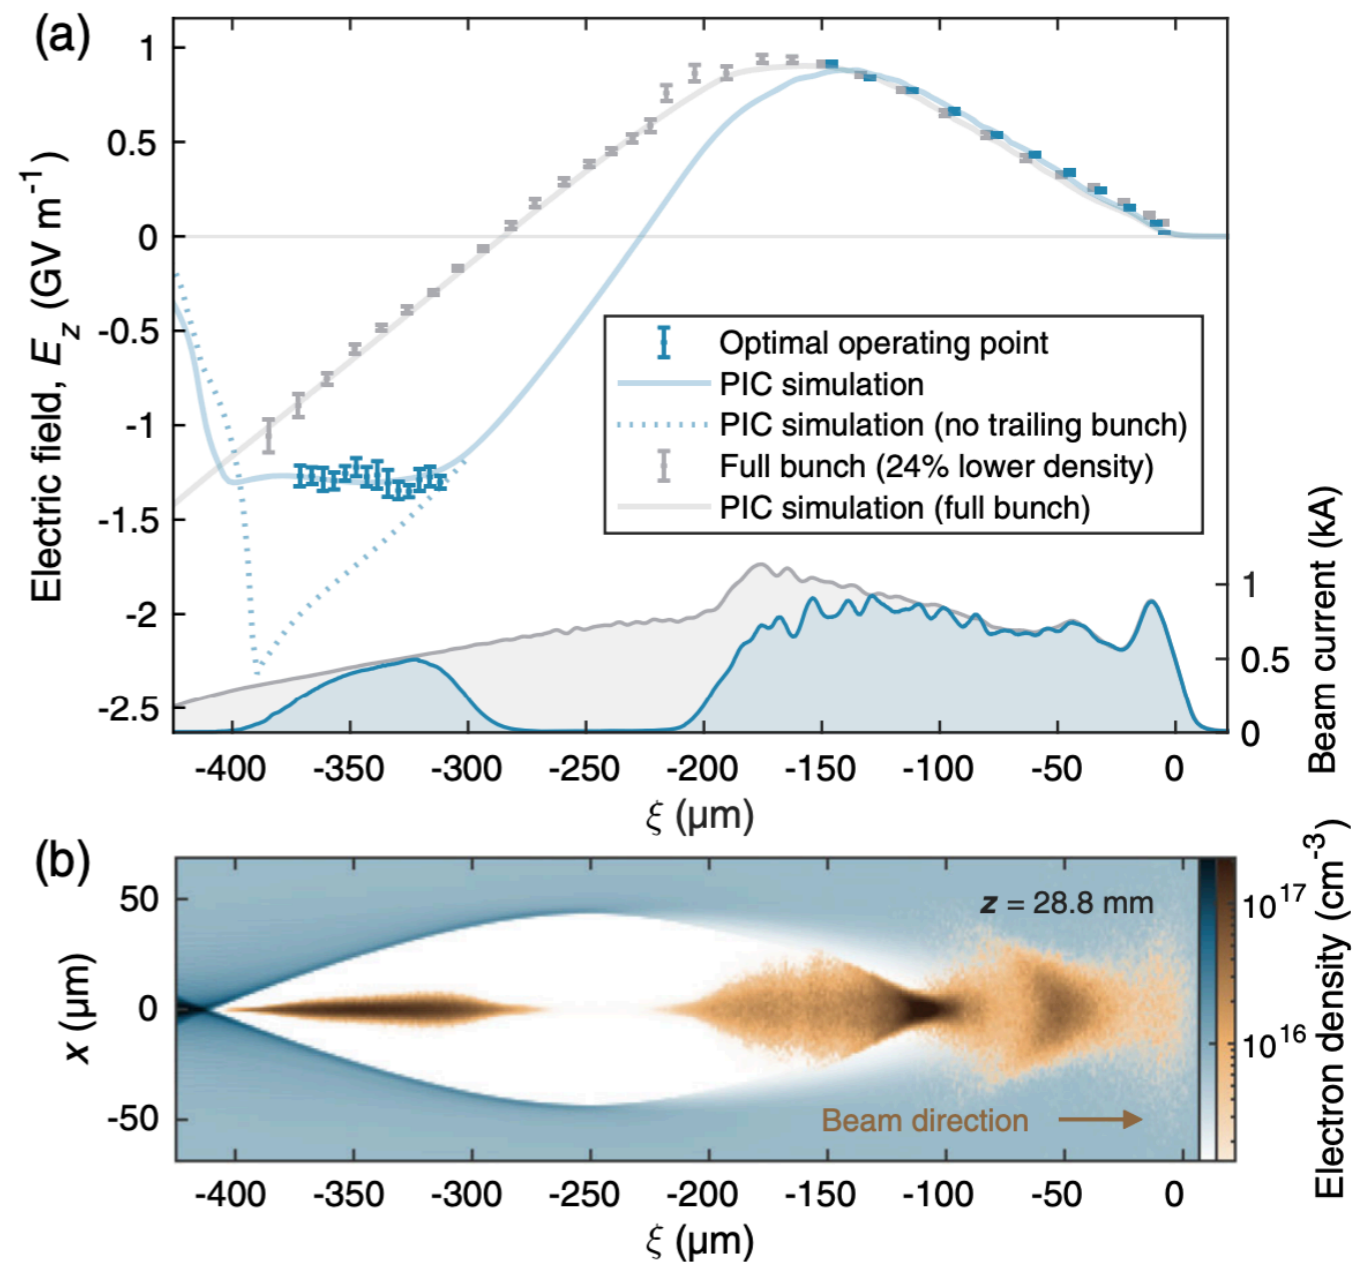 (a)
1
0.5
0
-0.5
-1
-1.5
-2
-2.5
Electric field, E_z (GV m^-1)
Optimal operating point
PIC simulation
PIC simulation (no trailing bunch)
Full bunch (24% lower density)
PIC simulation (full bunch)
1
0.5
0
Beam current (kA)
-400 -350 -300 -250 -200 -150 -100 -50 0
ξ (μm)
(b)
50
0
-50
x (μm)
z = 28.8 mm
Beam direction
10^17
10^16
Electron density (cm^-3)
-400 -350 -300 -250 -200 -150 -100 -50 0
ξ (μm)